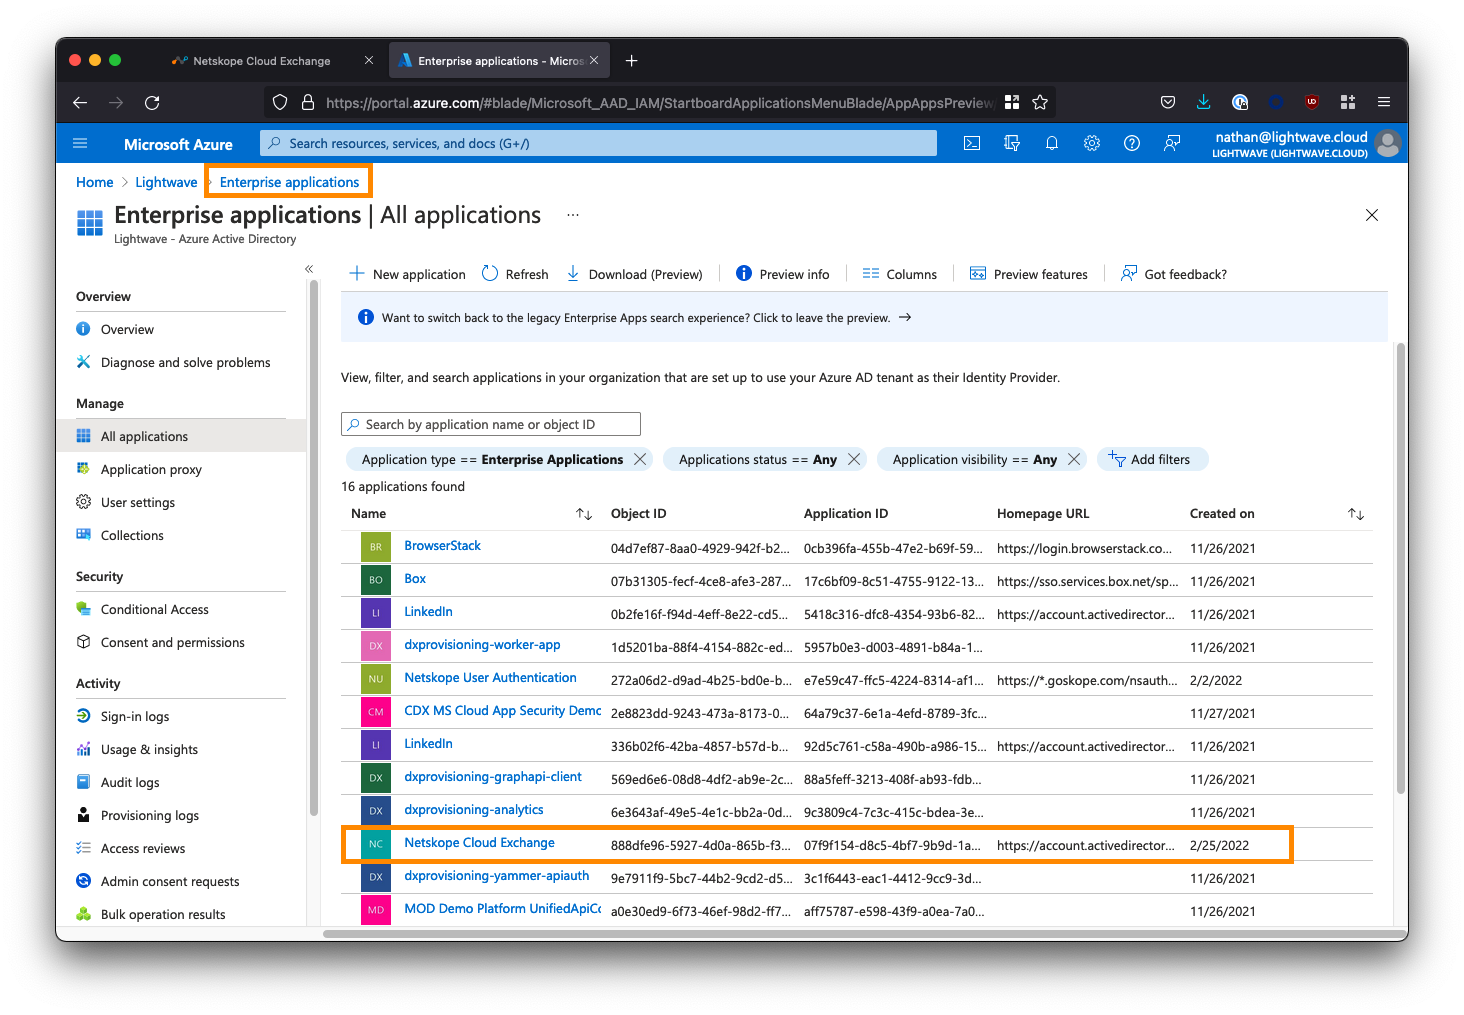 Netskope Cloud Exchange
Enterprise applications - Micros
https://portal.azure.com/#blade/Microsoft_AAD_IAM/StartboardApplicationsMenuBlade/AppAppsPreview
Microsoft Azure
Search resources, services, and docs (G+/)
nathan@lightwave.cloud
LIGHTWAVE (LIGHTWAVE.CLOUD)
Home > Lightwave > Enterprise applications
Enterprise applications | All applications ...
Lightwave - Azure Active Directory
«
Overview
Overview
Diagnose and solve problems
Manage
All applications
Application proxy
User settings
Collections
Security
Conditional Access
Consent and permissions
Activity
Sign-in logs
Usage & insights
Audit logs
Provisioning logs
Access reviews
Admin consent requests
Bulk operation results
New application Refresh Download (Preview) Preview info Columns Preview features Got feedback?
Want to switch back to the legacy Enterprise Apps search experience? Click to leave the preview. →
View, filter, and search applications in your organization that are set up to use your Azure AD tenant as their Identity Provider.
Search by application name or object ID
Application type == Enterprise Applications Applications status == Any Application visibility == Any Add filters
16 applications found
Name Object ID Application ID Homepage URL Created on
BR BrowserStack 04d7ef87-8aa0-4929-942f-b2... 0cb396fa-455b-47e2-b69f-59... https://login.browserstack.co... 11/26/2021
BO Box 07b31305-fecf-4ce8-afe3-287... 17c6bf09-8c51-4755-9122-13... https://sso.services.box.net/sp... 11/26/2021
LI LinkedIn 0b2fe16f-f94d-4eff-8e22-cd5... 5418c316-dfc8-4354-93b6-82... https://account.activedirector... 11/26/2021
DX dxprovisioning-worker-app 1d5201ba-88f4-4154-882c-ed... 5957b0e3-d003-4891-b84a-1... 11/26/2021
NU Netskope User Authentication 272a06d2-d9ad-4b25-bd0e-b... e7e59c47-ffc5-4224-8314-af1... https://*.goskope.com/nsauth... 2/2/2022
CM CDX MS Cloud App Security Demo 2e8823dd-9243-473a-8173-0... 64a79c37-6e1a-4efd-8789-3fc... 11/27/2021
LI LinkedIn 336b02f6-42ba-4857-b57d-b... 92d5c761-c58a-490b-a986-15... https://account.activedirector... 11/26/2021
DX dxprovisioning-graphapi-client 569ed6e6-08d8-4df2-ab9e-2c... 88a5feff-3213-408f-ab93-fdb... 11/26/2021
DX dxprovisioning-analytics 6e3643af-49e5-4e1c-bb2a-0d... 9c3809c4-7c3c-415c-bdea-3e... 11/26/2021
NC Netskope Cloud Exchange 888dfe96-5927-4d0a-865b-f3... 07f9f154-d8c5-4bf7-9b9d-1a... https://account.activedirector... 2/25/2022
DX dxprovisioning-yammer-apiauth 9e7911f9-5bc7-44b2-9cd2-d5... 3c1f6443-eac1-4412-9cc9-3d... 11/26/2021
MD MOD Demo Platform UnifiedApiCo a0e30ed9-6f73-46ef-98d2-ff7... aff75787-e598-43f9-a0ea-7a0... 11/26/2021